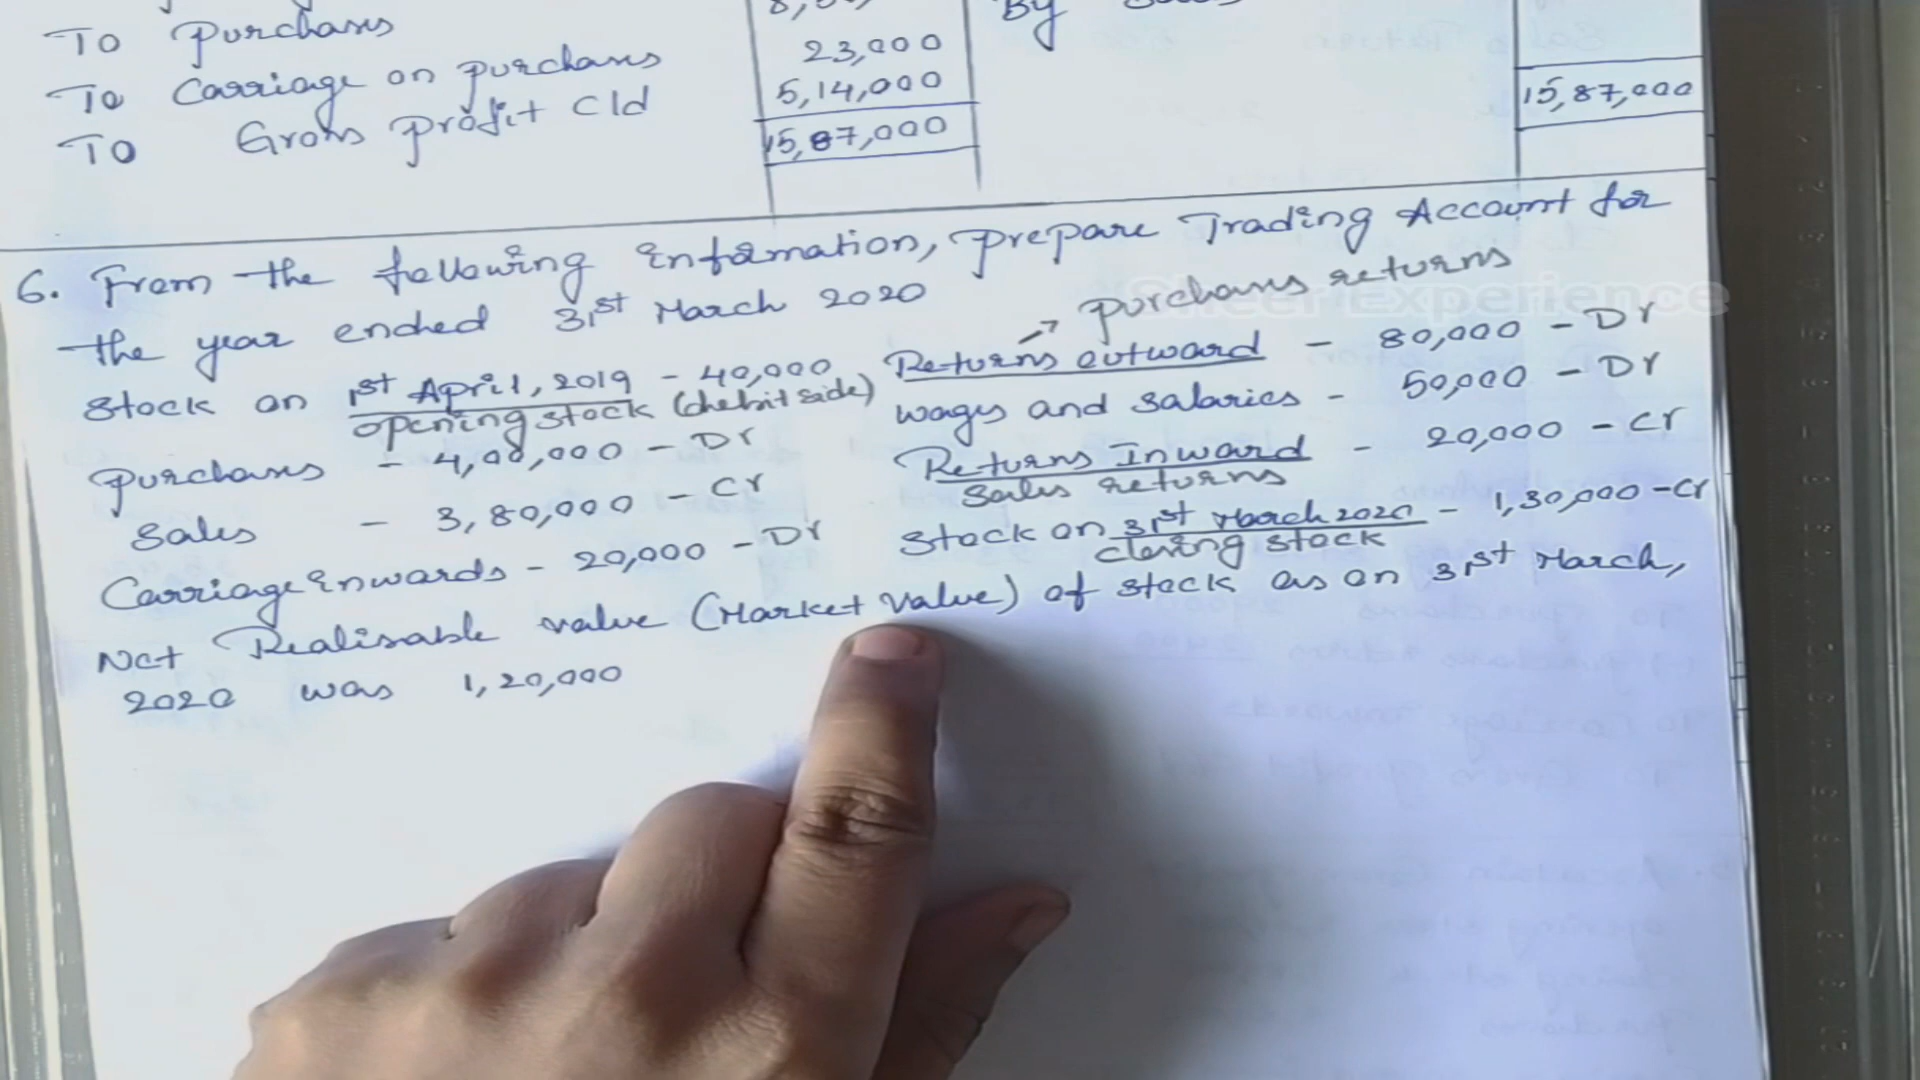 To Purchases
By
23,000
To Carriage on purchases
5,14,000
To Gross profit c/d
15,87,000
15,87,000
6. From the following information, prepare Trading Account for
the year ended 31st March 2020
purchases returns
Sheer Experience
Stock on 1st April, 2019 - 40,000
Returns outward - 80,000 - Dr
opening stock (debit side)
wages and salaries - 50,000 - Dr
purchases - 4,00,000 - Dr
Returns Inward - 20,000 - Cr
Sales returns
Sales - 3,80,000 - Cr
Stock on 31st March 2020 - 1,30,000 - Cr
closing stock
Carriage inwards - 20,000 - Dr
Net Realisable value (Market value) of stock as on 31st March,
2020 was 1,20,000